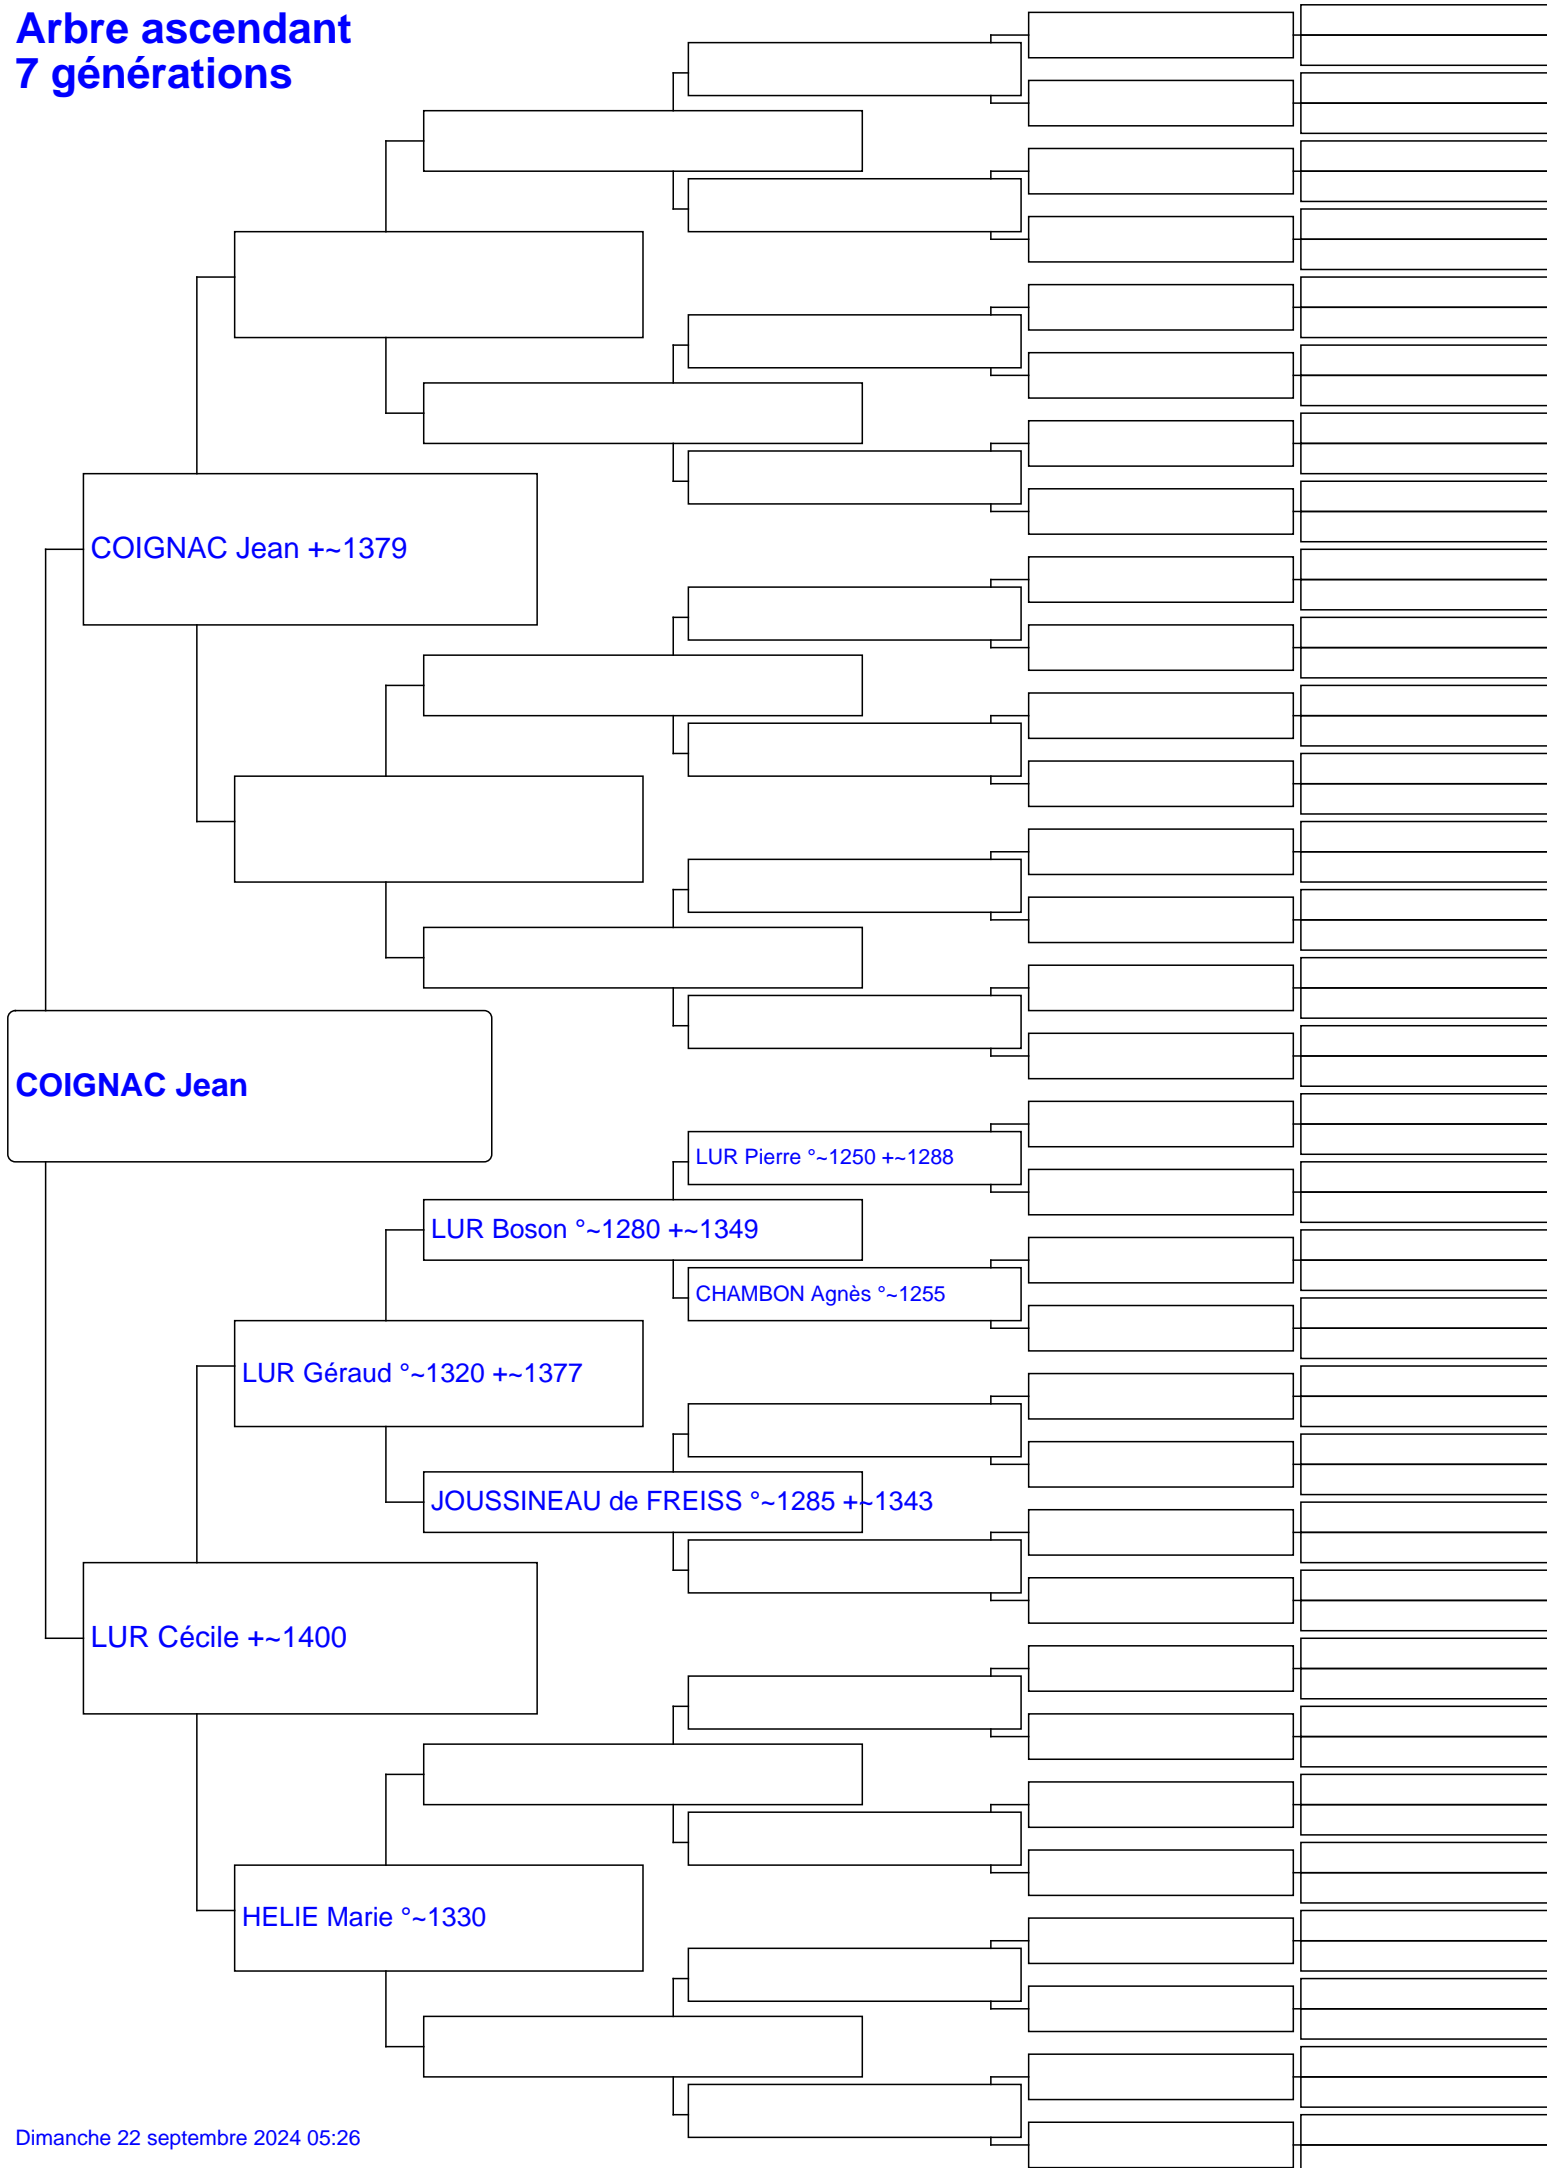 Arbre ascendant
7 générations
COIGNAC Jean +~1379
COIGNAC Jean
LUR Pierre °~1250 +~1288
LUR Boson °~1280 +~1349
CHAMBON Agnès °~1255
LUR Géraud °~1320 +~1377
JOUSSINEAU de FREISS °~1285 +~1343
LUR Cécile +~1400
HELIE Marie °~1330
Dimanche 22 septembre 2024 05:26